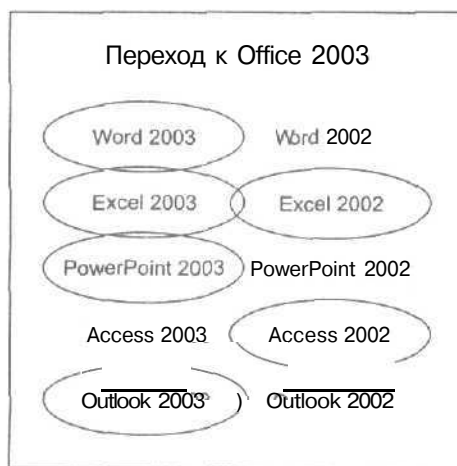 Переход к Office 2003
Word 2003 Word 2002
Excel 2003 Excel 2002
PowerPoint 2003 PowerPoint 2002
Access 2003 Access 2002
Outlook 2003 Outlook 2002